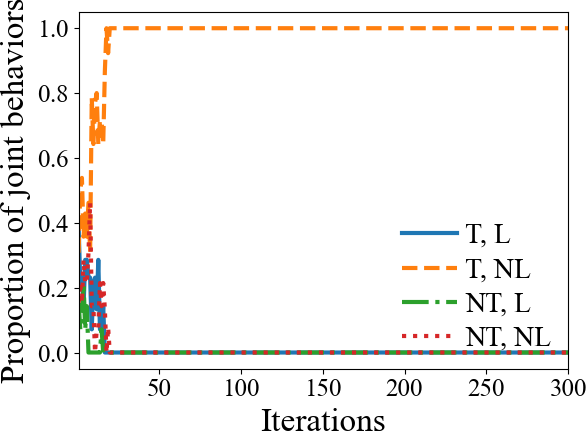 Proportion of joint behaviors
1.0
0.8
0.6
0.4
0.2
0.0
T, L
T, NL
NT, L
NT, NL
50 100 150 200 250 300
Iterations